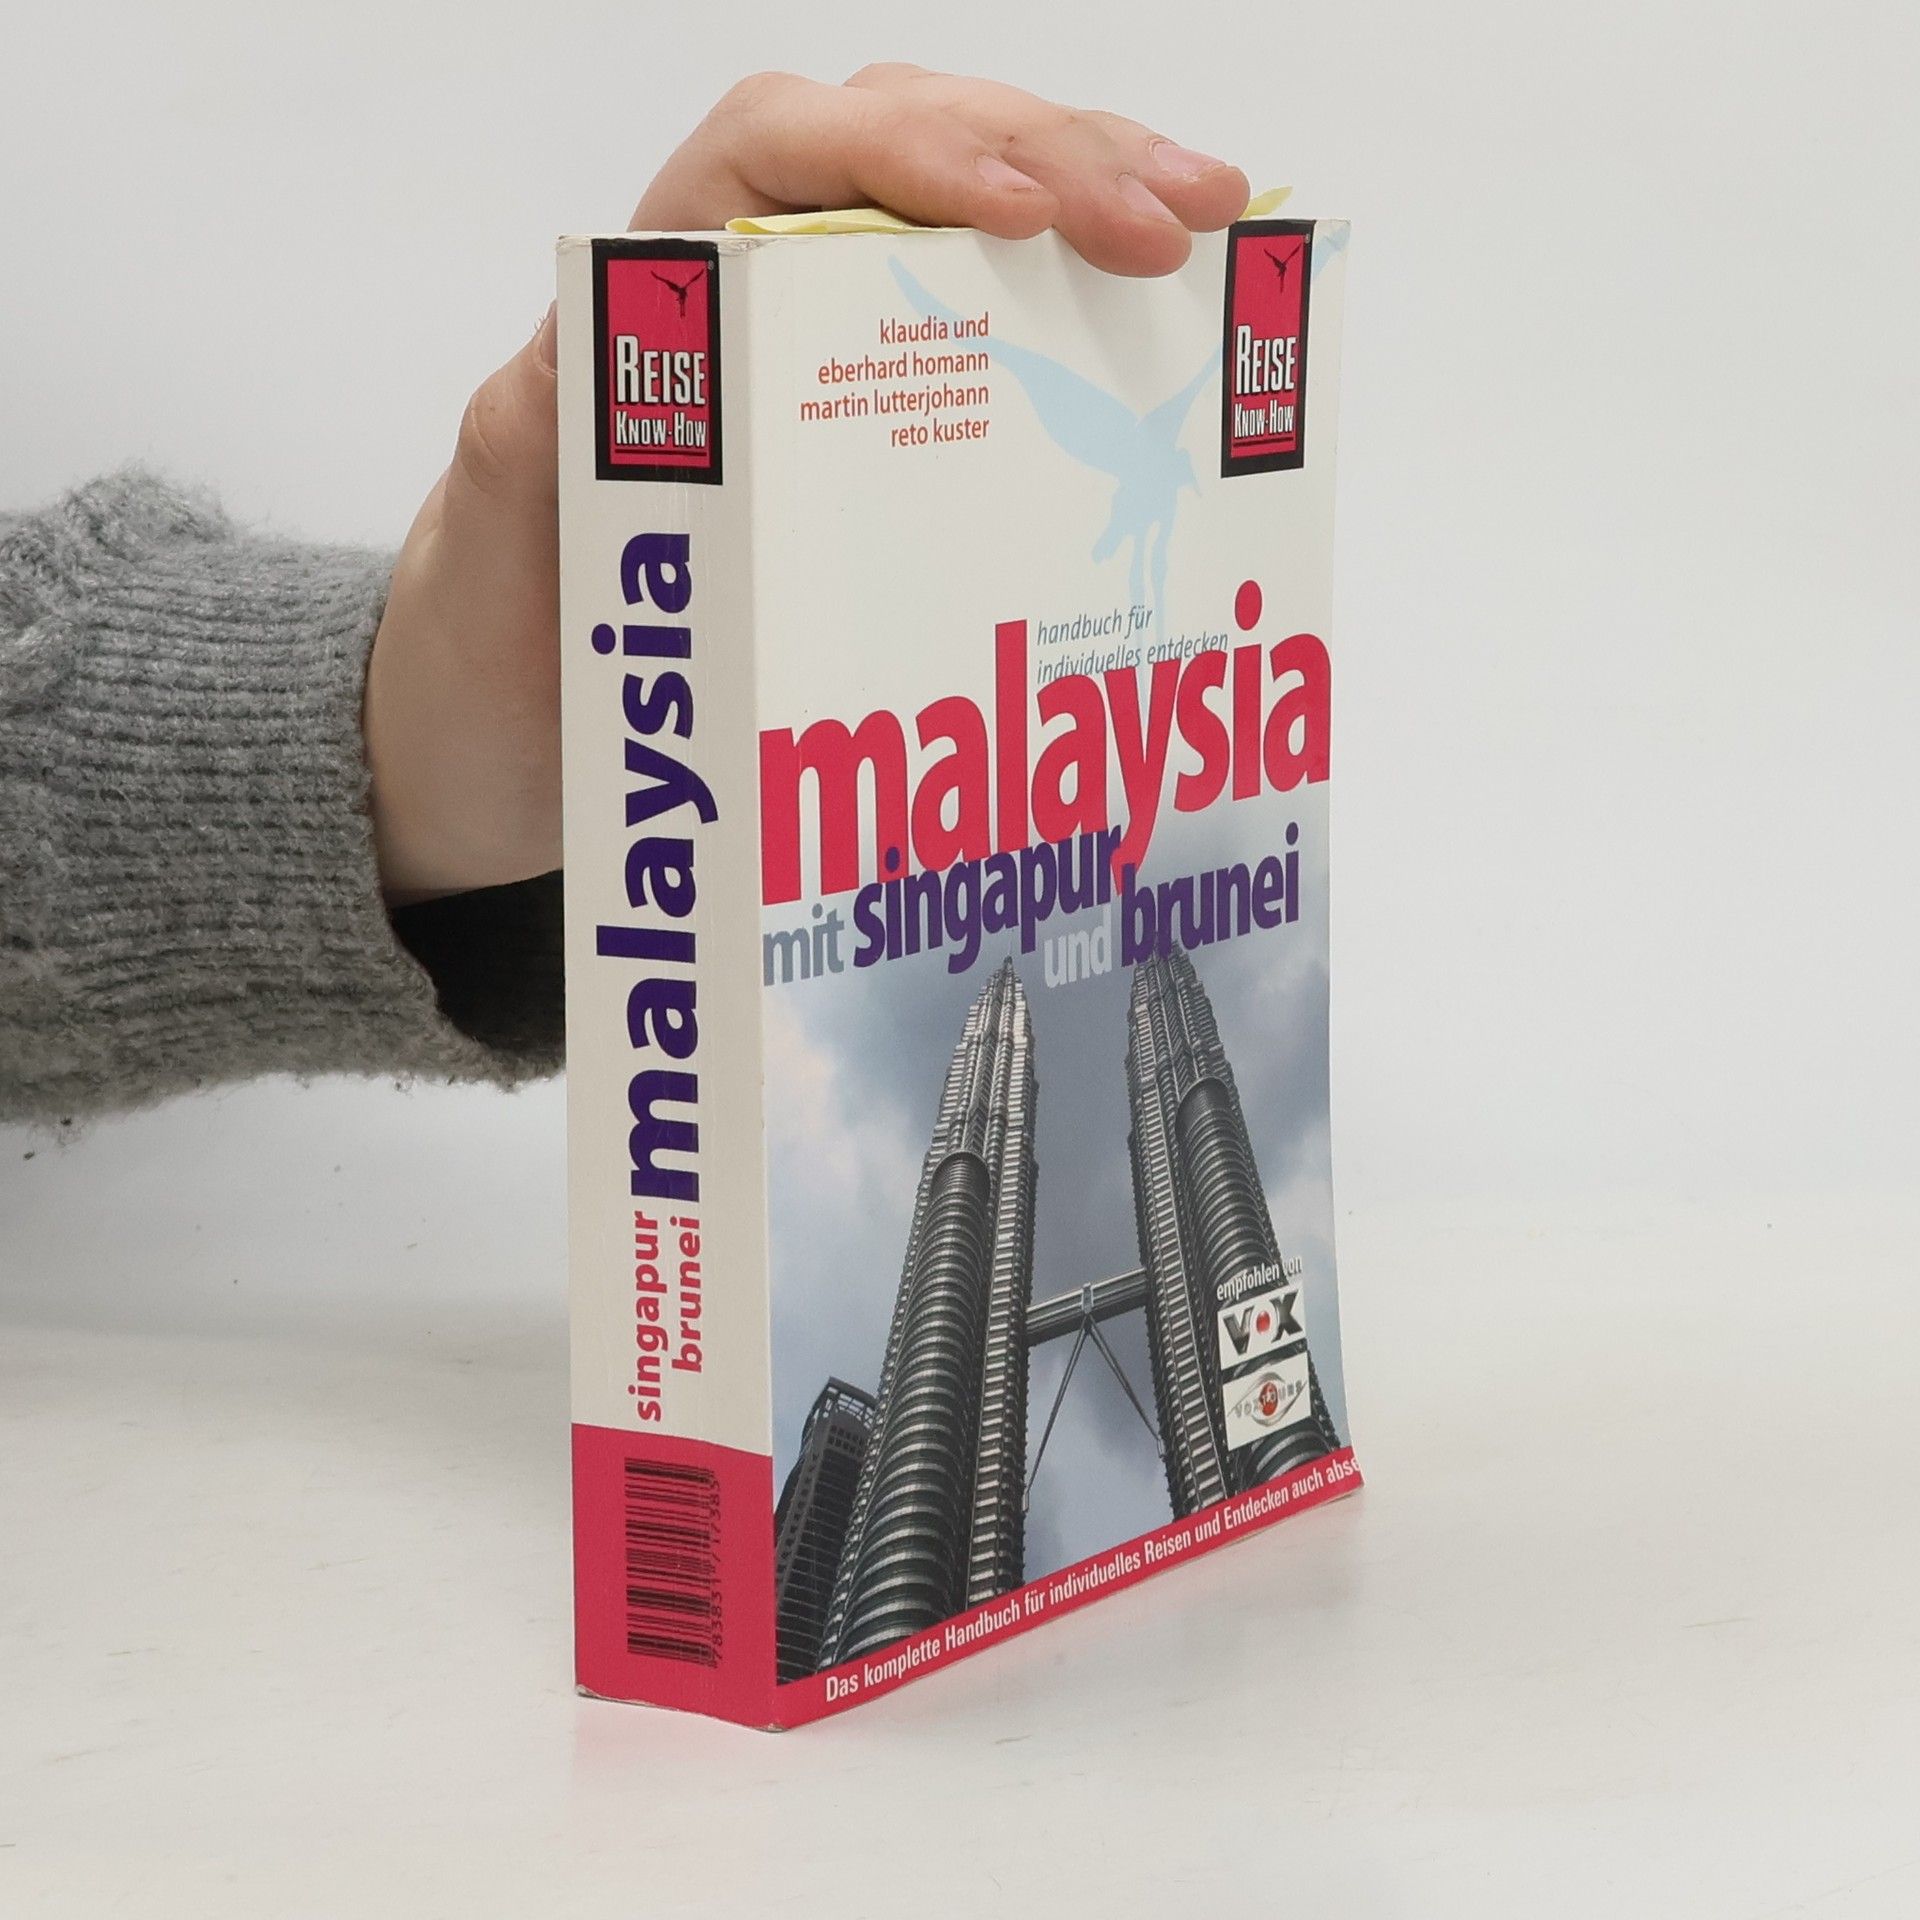 REISE
KNOW-HOW
malaysia
singapur
brunei
klaudia und
eberhard homann
martin lutterjohann
reto kuster
REISE
KNOW-HOW
handbuch für
individuelles entdecken
malaysia
mit singapur
und brunei
empfohlen von
VOX
VOXTOURS
Das komplette Handbuch für individuelles Reisen und Entdecken auch abse